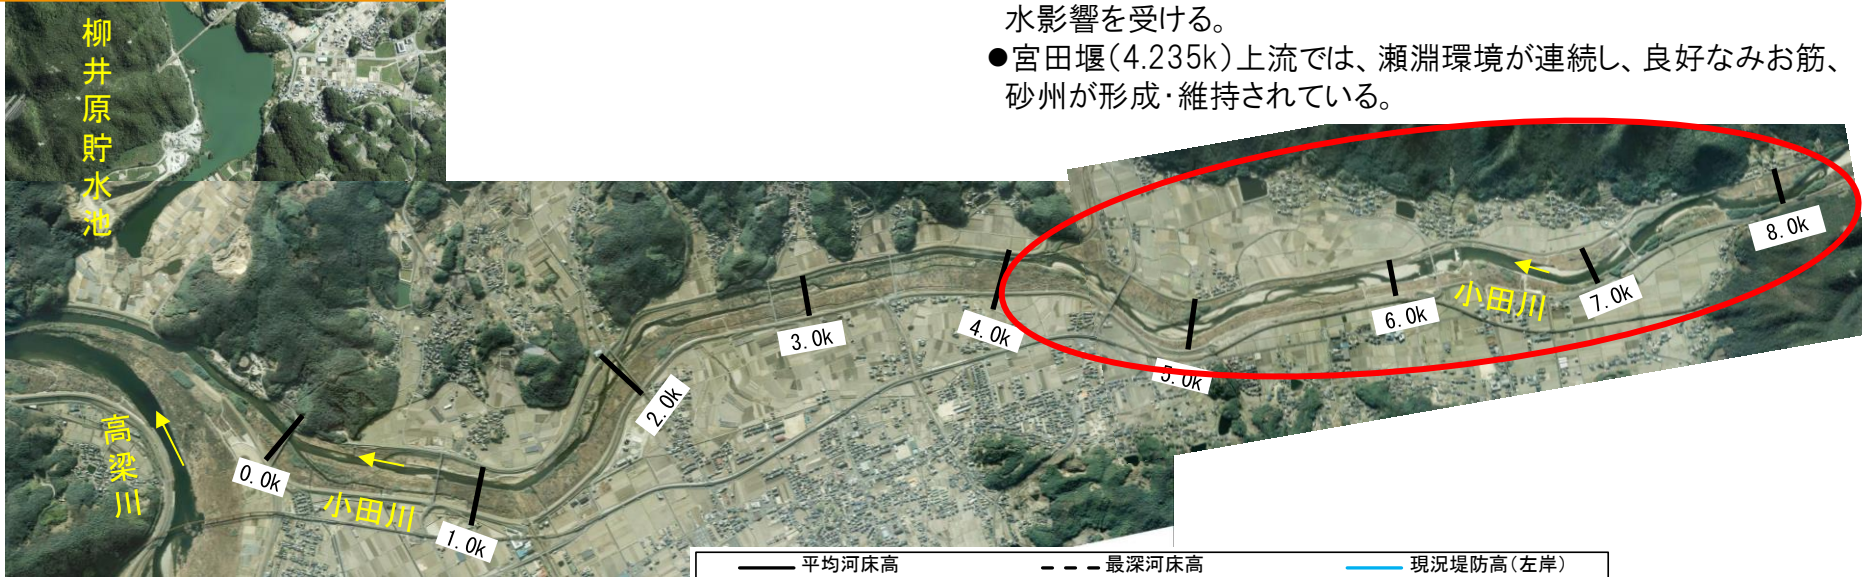 水影響を受ける。
●宮田堰(4.235k)上流では、瀬淵環境が連続し、良好なみお筋、
砂州が形成・維持されている。
柳井原貯水池
8.0k
7.0k
小田川
6.0k
5.0k
4.0k
3.0k
2.0k
1.0k
小田川
0.0k
高梁川
平均河床高
最深河床高
現況堤防高(左岸)